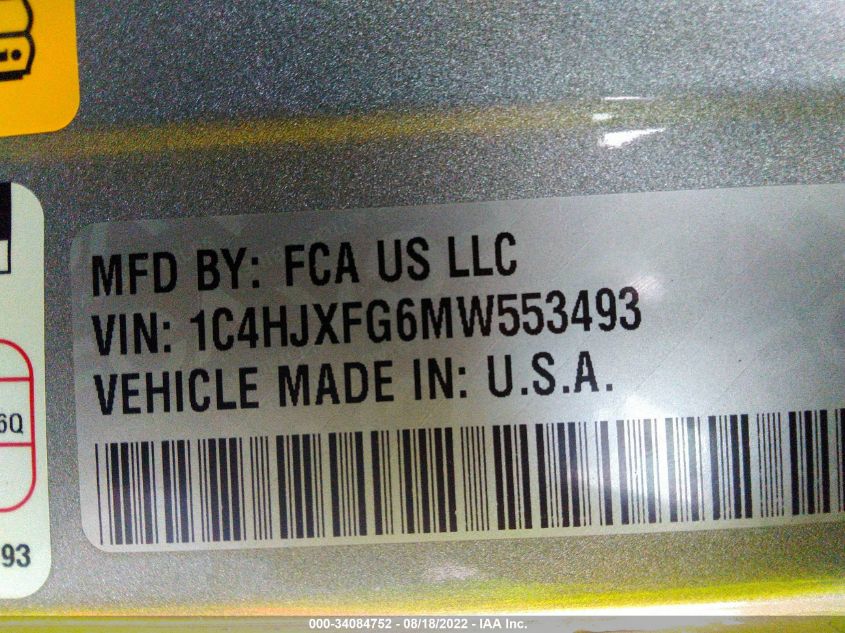 MFD BY: FCA US LLC
VIN: 1C4HJXFG6MW553493
VEHICLE MADE IN: U.S.A.
6Q
93
000-34084752 - 08/18/2022 - IAA Inc.